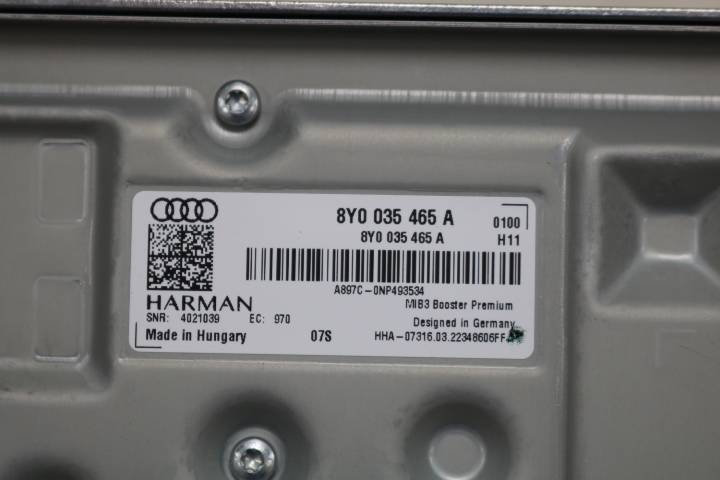 8Y0 035 465 A 0100
8Y0 035 465 A H11
A897C-0NP493534
HARMAN MIB3 Booster Premium
SNR: 4021039 EC: 970 Designed in Germany
Made in Hungary 07S HHA-07316.03.22348606FF